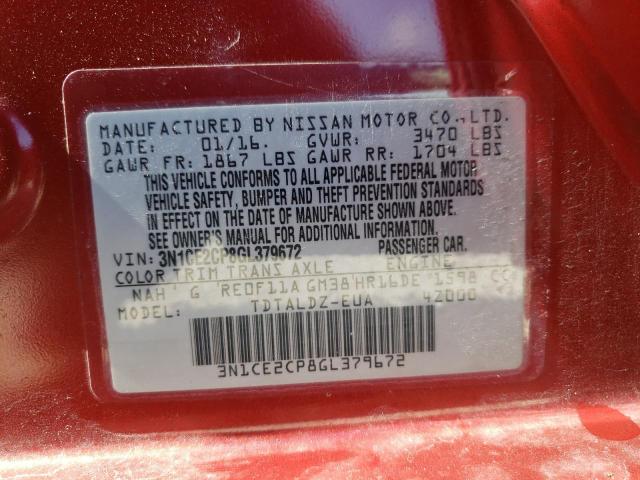 MANUFACTURED BY NISSAN MOTOR CO.,LTD.
DATE: 01/16. GVWR: 3470 LBS
GAWR FR: 1867 LBS GAWR RR: 1704 LBS
THIS VEHICLE CONFORMS TO ALL APPLICABLE FEDERAL MOTOR
VEHICLE SAFETY, BUMPER AND THEFT PREVENTION STANDARDS
IN EFFECT ON THE DATE OF MANUFACTURE SHOWN ABOVE.
SEE OWNER'S MANUAL FOR ADDITIONAL INFORMATION.
VIN: 3N1CE2CP8GL379672 PASSENGER CAR.
COLOR TRIM TRANS AXLE ENGINE
NAH G RE0F11A GM38 HR16DE 1598 CC
MC. TDTALDZ-EUA 42000
3N1CE2CP8GL379672